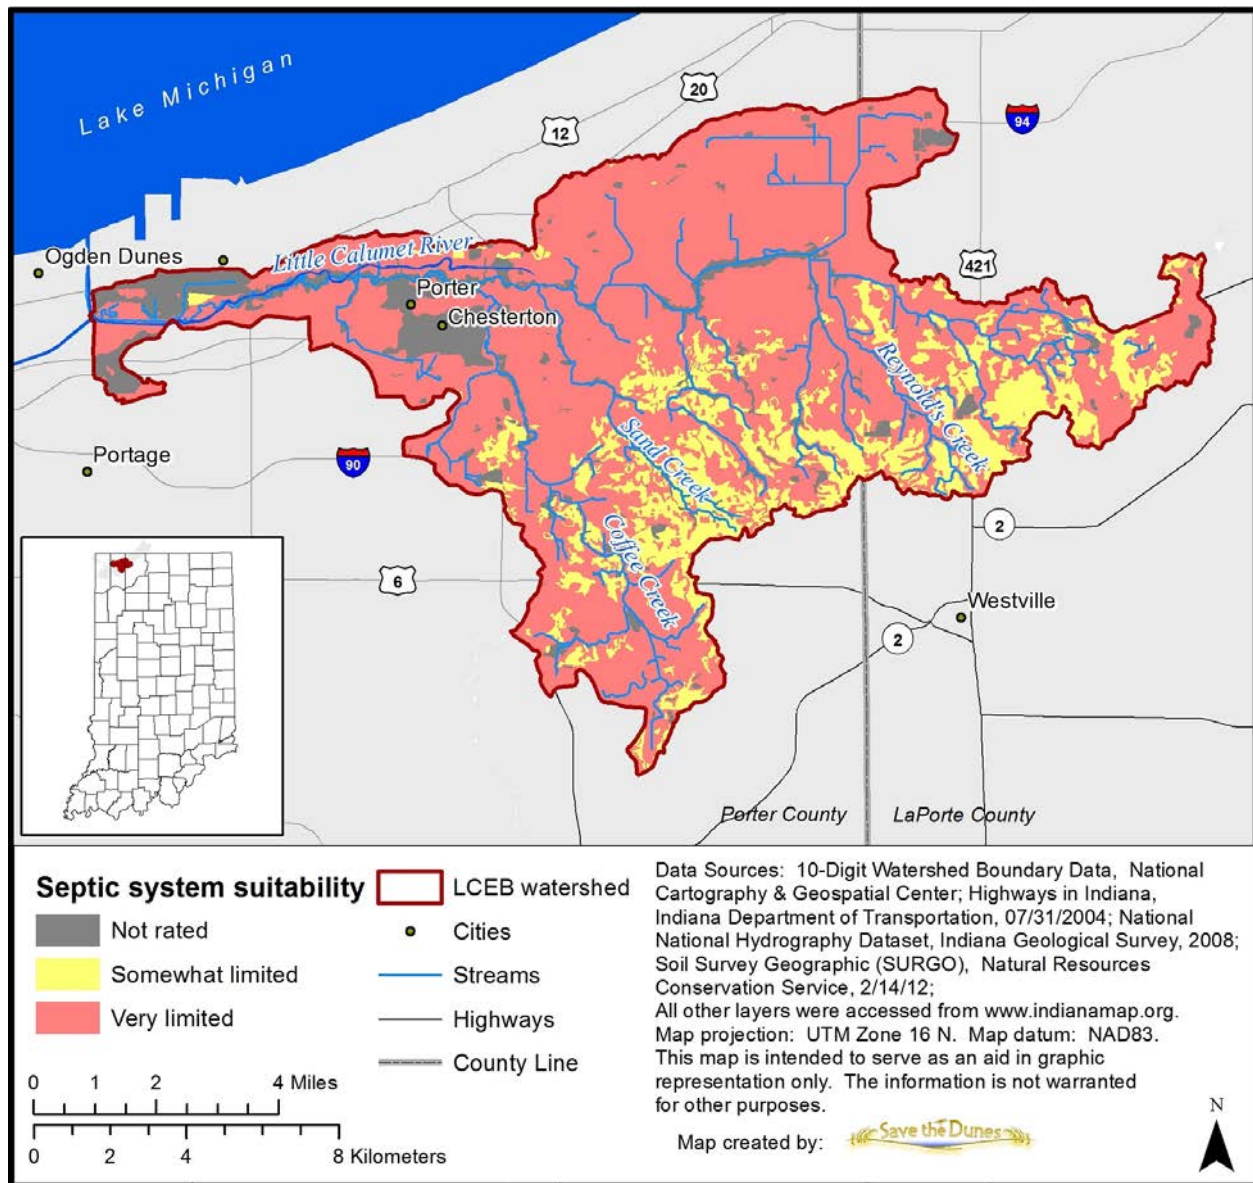 Lake Michigan
20
12
94
Ogden Dunes
Little Calumet River
421
Porter
Chesterton
Reynold's Creek
Sand Creek
Portage
90
Coffee Creek
2
6
Westville
2
Porter County
LaPorte County
Septic system suitability
Not rated
Somewhat limited
Very limited
0 1 2 4 Miles
0 2 4 8 Kilometers
LCEB watershed
Cities
Streams
Highways
County Line
Data Sources: 10-Digit Watershed Boundary Data, National
Cartography & Geospatial Center; Highways in Indiana,
Indiana Department of Transportation, 07/31/2004; National
National Hydrography Dataset, Indiana Geological Survey, 2008;
Soil Survey Geographic (SURGO), Natural Resources
Conservation Service, 2/14/12;
All other layers were accessed from www.indianamap.org.
Map projection: UTM Zone 16 N. Map datum: NAD83.
This map is intended to serve as an aid in graphic
representation only. The information is not warranted
for other purposes.
Map created by:
Save the Dunes
N